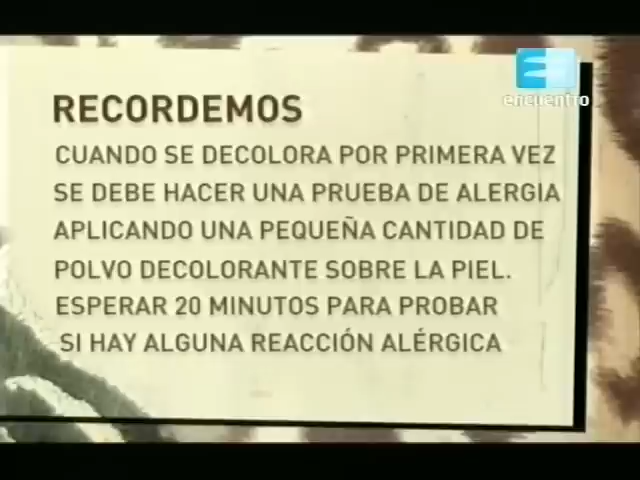 encuentro
RECORDEMOS
CUANDO SE DECOLORA POR PRIMERA VEZ
SE DEBE HACER UNA PRUEBA DE ALERGIA
APLICANDO UNA PEQUEÑA CANTIDAD DE
POLVO DECOLORANTE SOBRE LA PIEL.
ESPERAR 20 MINUTOS PARA PROBAR
SI HAY ALGUNA REACCIÓN ALÉRGICA